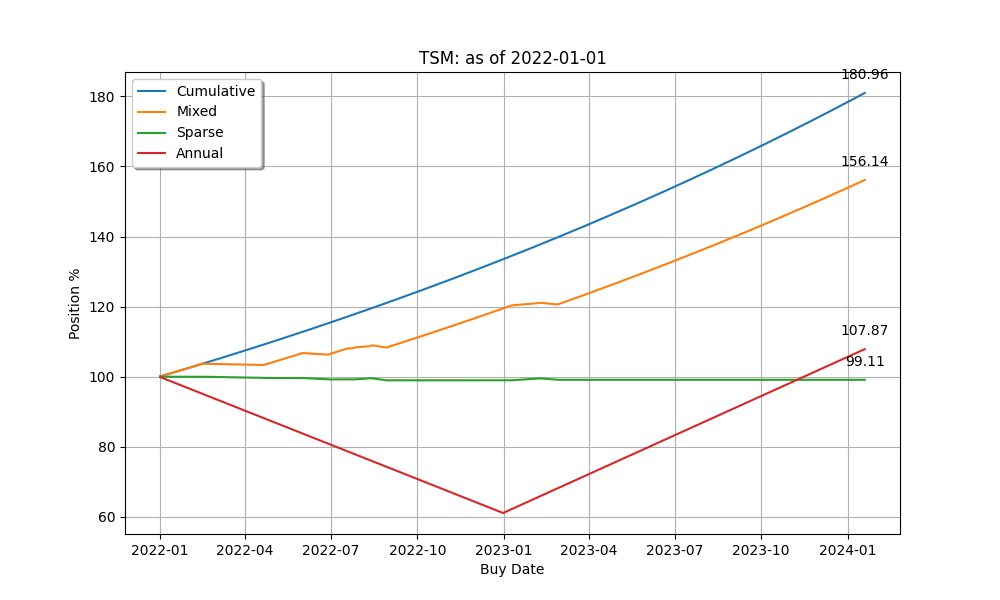 TSM: as of 2022-01-01
Cumulative
Mixed
Sparse
Annual
180.96
156.14
107.87
99.11
180
160
140
120
100
80
60
Position %
2022-01 2022-04 2022-07 2022-10 2023-01 2023-04 2023-07 2023-10 2024-01
Buy Date